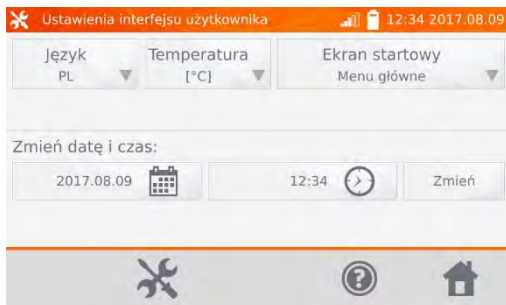 Ustawienia interfejsu użytkownika 12:34 2017.08.09
Język Temperatura Ekran startowy
PL [°C] Menu główne
Zmień datę i czas:
2017.08.09 12:34 Zmień